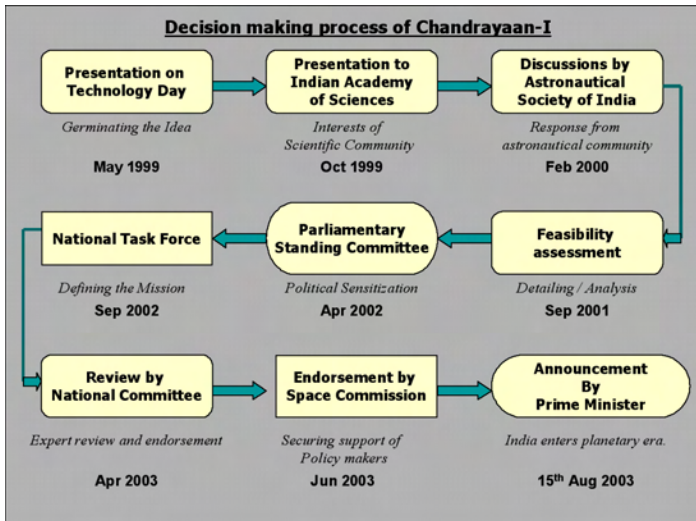 Decision making process of Chandrayaan-I
Presentation on
Technology Day
Germinating the Idea
May 1999
Presentation to
Indian Academy
of Sciences
Interests of
Scientific Community
Oct 1999
Discussions by
Astronautical
Society of India
Response from
astronautical community
Feb 2000
Feasibility
assessment
Detailing / Analysis
Sep 2001
Parliamentary
Standing Committee
Political Sensitization
Apr 2002
National Task Force
Defining the Mission
Sep 2002
Review by
National Committee
Expert review and endorsement
Apr 2003
Endorsement by
Space Commission
Securing support of
Policy makers
Jun 2003
Announcement
By
Prime Minister
India enters planetary era.
15th Aug 2003